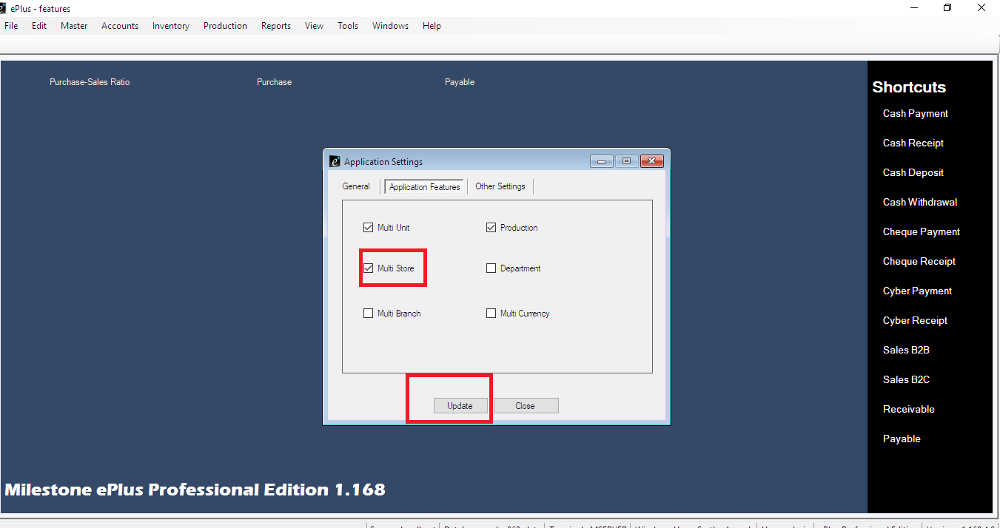 ePlus - features
File Edit Master Accounts Inventory Production Reports View Tools Windows Help
Purchase-Sales Ratio Purchase Payable
Shortcuts
Cash Payment
Cash Receipt
Cash Deposit
Cash Withdrawal
Cheque Payment
Cheque Receipt
Cyber Payment
Cyber Receipt
Sales B2B
Sales B2C
Receivable
Payable
Application Settings
General Application Features Other Settings
Multi Unit Production
Multi Store Department
Multi Branch Multi Currency
Update Close
Milestone ePlus Professional Edition 1.168